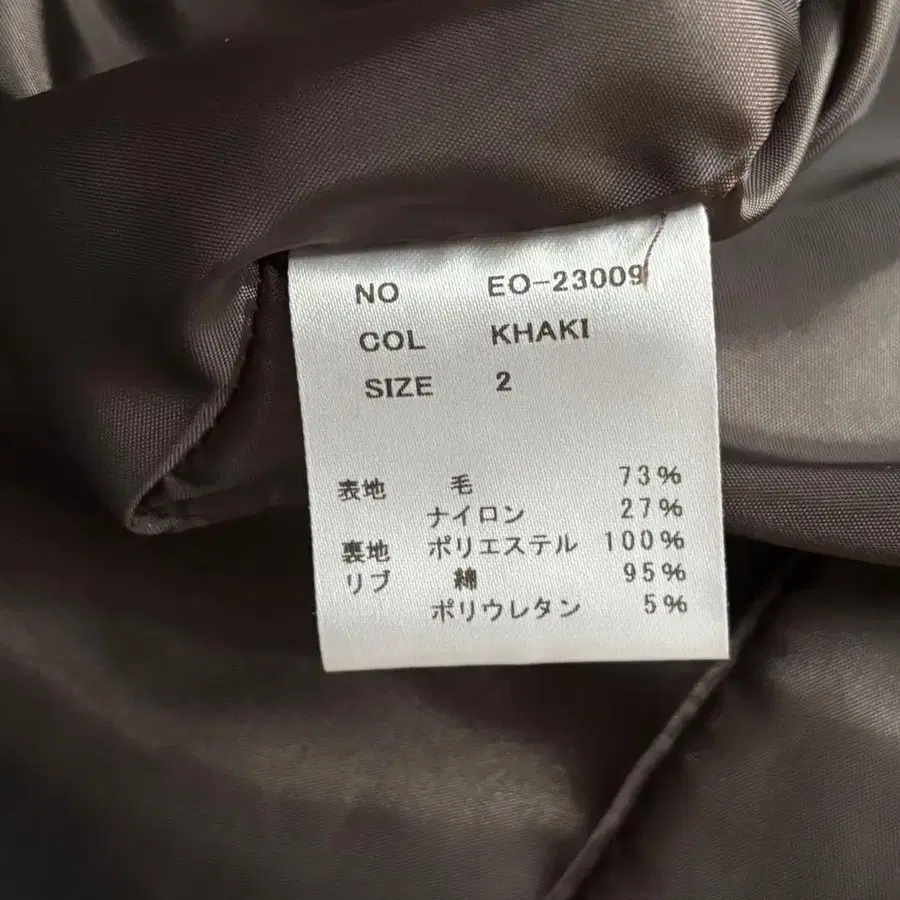 NO EO-23009
COL KHAKI
SIZE 2
表地 毛 73%
ナイロン 27%
裏地 ポリエステル 100%
リブ 綿 95%
ポリウレタン 5%